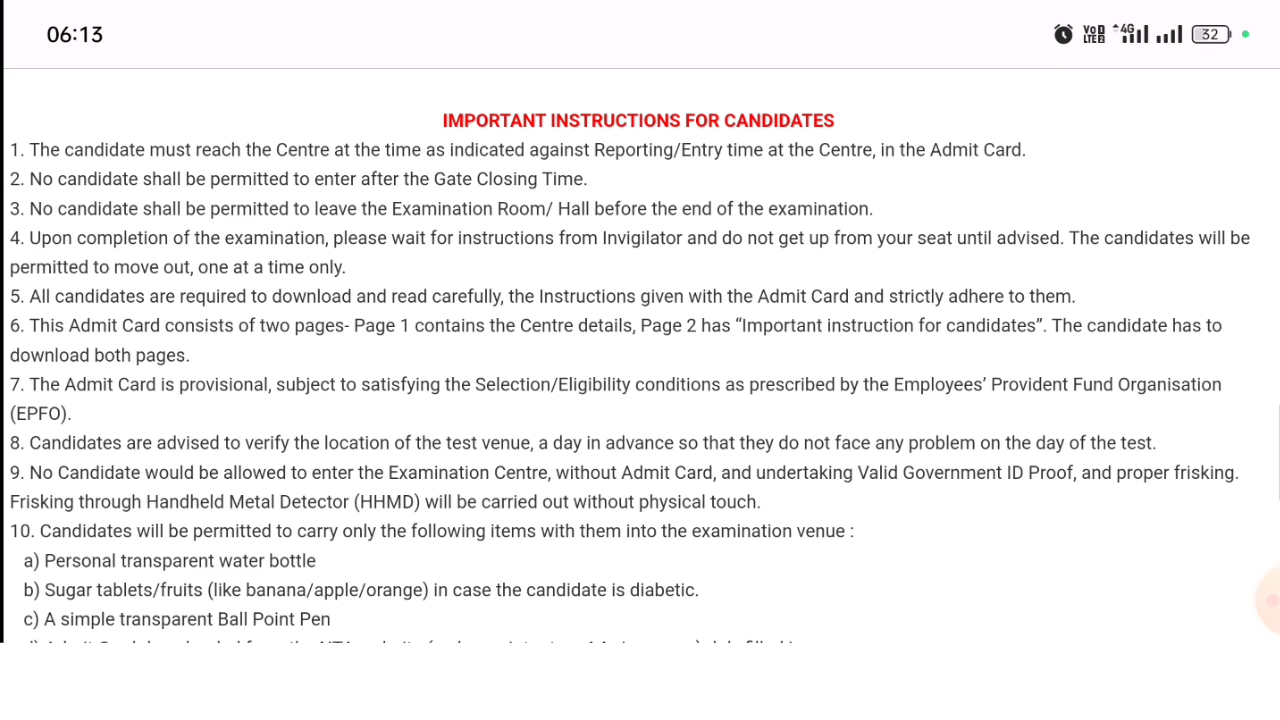 06:13
Vo
LTE 2
4G
32
IMPORTANT INSTRUCTIONS FOR CANDIDATES
1. The candidate must reach the Centre at the time as indicated against Reporting/Entry time at the Centre, in the Admit Card.
2. No candidate shall be permitted to enter after the Gate Closing Time.
3. No candidate shall be permitted to leave the Examination Room/ Hall before the end of the examination.
4. Upon completion of the examination, please wait for instructions from Invigilator and do not get up from your seat until advised. The candidates will be
permitted to move out, one at a time only.
5. All candidates are required to download and read carefully, the Instructions given with the Admit Card and strictly adhere to them.
6. This Admit Card consists of two pages- Page 1 contains the Centre details, Page 2 has “Important instruction for candidates”. The candidate has to
download both pages.
7. The Admit Card is provisional, subject to satisfying the Selection/Eligibility conditions as prescribed by the Employees’ Provident Fund Organisation
(EPFO).
8. Candidates are advised to verify the location of the test venue, a day in advance so that they do not face any problem on the day of the test.
9. No Candidate would be allowed to enter the Examination Centre, without Admit Card, and undertaking Valid Government ID Proof, and proper frisking.
Frisking through Handheld Metal Detector (HHMD) will be carried out without physical touch.
10. Candidates will be permitted to carry only the following items with them into the examination venue :
a) Personal transparent water bottle
b) Sugar tablets/fruits (like banana/apple/orange) in case the candidate is diabetic.
c) A simple transparent Ball Point Pen